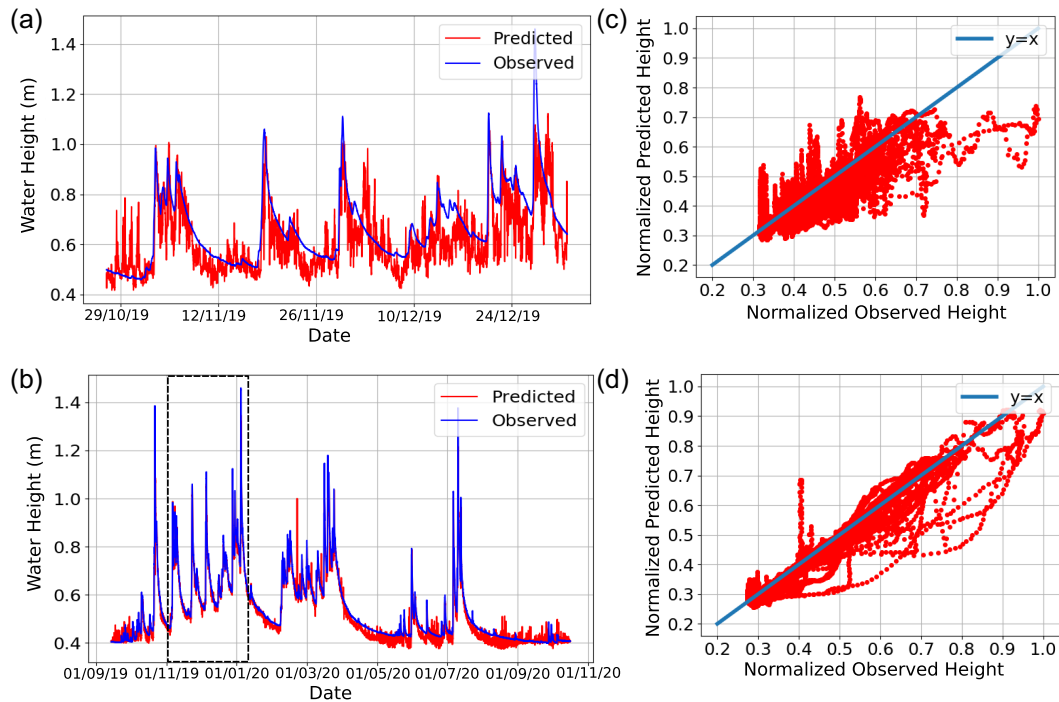 (a)
Predicted
Observed
1.4
1.2
1.0
0.8
0.6
0.4
Water Height (m)
29/10/19 12/11/19 26/11/19 10/12/19 24/12/19
Date
(c)
y=x
1.0
0.9
0.8
0.7
0.6
0.5
0.4
0.3
0.2
Normalized Predicted Height
0.2 0.3 0.4 0.5 0.6 0.7 0.8 0.9 1.0
Normalized Observed Height
(b)
Predicted
Observed
1.4
1.2
1.0
0.8
0.6
0.4
Water Height (m)
01/09/19 01/11/19 01/01/20 01/03/20 01/05/20 01/07/20 01/09/20 01/11/20
Date
(d)
y=x
1.0
0.9
0.8
0.7
0.6
0.5
0.4
0.3
0.2
Normalized Predicted Height
0.2 0.3 0.4 0.5 0.6 0.7 0.8 0.9 1.0
Normalized Observed Height